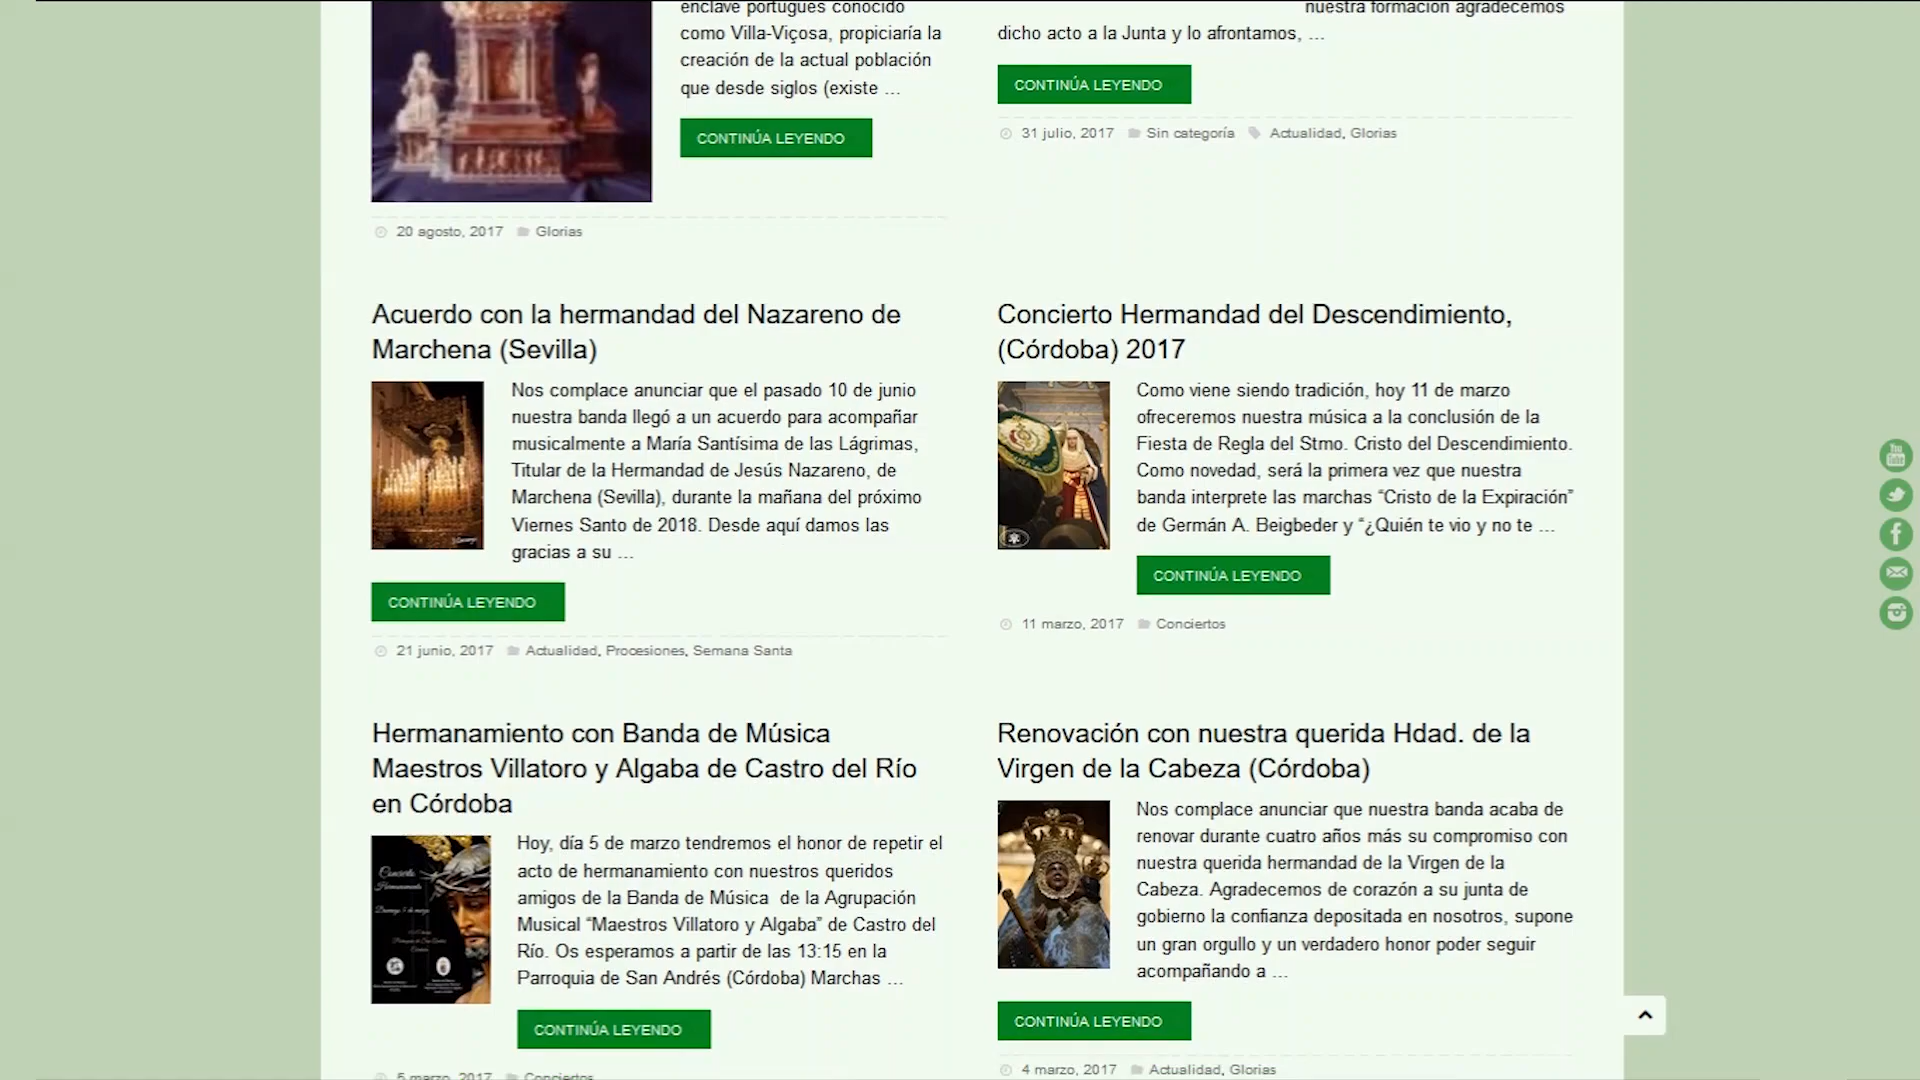 enclave portugués conocido
como Villa-Viçosa, propiciaría la
creación de la actual población
que desde siglos (existe ...
CONTINÚA LEYENDO
20 agosto, 2017 Glorias
nuestra formación agradecemos
dicho acto a la Junta y lo afrontamos, ...
CONTINÚA LEYENDO
31 julio, 2017 Sin categoría Actualidad, Glorias
Acuerdo con la hermandad del Nazareno de
Marchena (Sevilla)
Nos complace anunciar que el pasado 10 de junio
nuestra banda llegó a un acuerdo para acompañar
musicalmente a María Santísima de las Lágrimas,
Titular de la Hermandad de Jesús Nazareno, de
Marchena (Sevilla), durante la mañana del próximo
Viernes Santo de 2018. Desde aquí damos las
gracias a su ...
CONTINÚA LEYENDO
21 junio, 2017 Actualidad, Procesiones, Semana Santa
Concierto Hermandad del Descendimiento,
(Córdoba) 2017
Como viene siendo tradición, hoy 11 de marzo
ofreceremos nuestra música a la conclusión de la
Fiesta de Regla del Stmo. Cristo del Descendimiento.
Como novedad, será la primera vez que nuestra
banda interprete las marchas “Cristo de la Expiración”
de Germán A. Beigbeder y “¿Quién te vio y no te ...
CONTINÚA LEYENDO
11 marzo, 2017 Conciertos
Hermanamiento con Banda de Música
Maestros Villatoro y Algaba de Castro del Río
en Córdoba
Concierto
Hermanamiento
Domingo 5 de marzo
Hoy, día 5 de marzo tendremos el honor de repetir el
acto de hermanamiento con nuestros queridos
amigos de la Banda de Música de la Agrupación
Musical “Maestros Villatoro y Algaba” de Castro del
Río. Os esperamos a partir de las 13:15 en la
Parroquia de San Andrés (Córdoba) Marchas ...
CONTINÚA LEYENDO
5 marzo, 2017 Conciertos
Renovación con nuestra querida Hdad. de la
Virgen de la Cabeza (Córdoba)
Nos complace anunciar que nuestra banda acaba de
renovar durante cuatro años más su compromiso con
nuestra querida hermandad de la Virgen de la
Cabeza. Agradecemos de corazón a su junta de
gobierno la confianza depositada en nosotros, supone
un gran orgullo y un verdadero honor poder seguir
acompañando a ...
CONTINÚA LEYENDO
4 marzo, 2017 Actualidad, Glorias
You
Tube